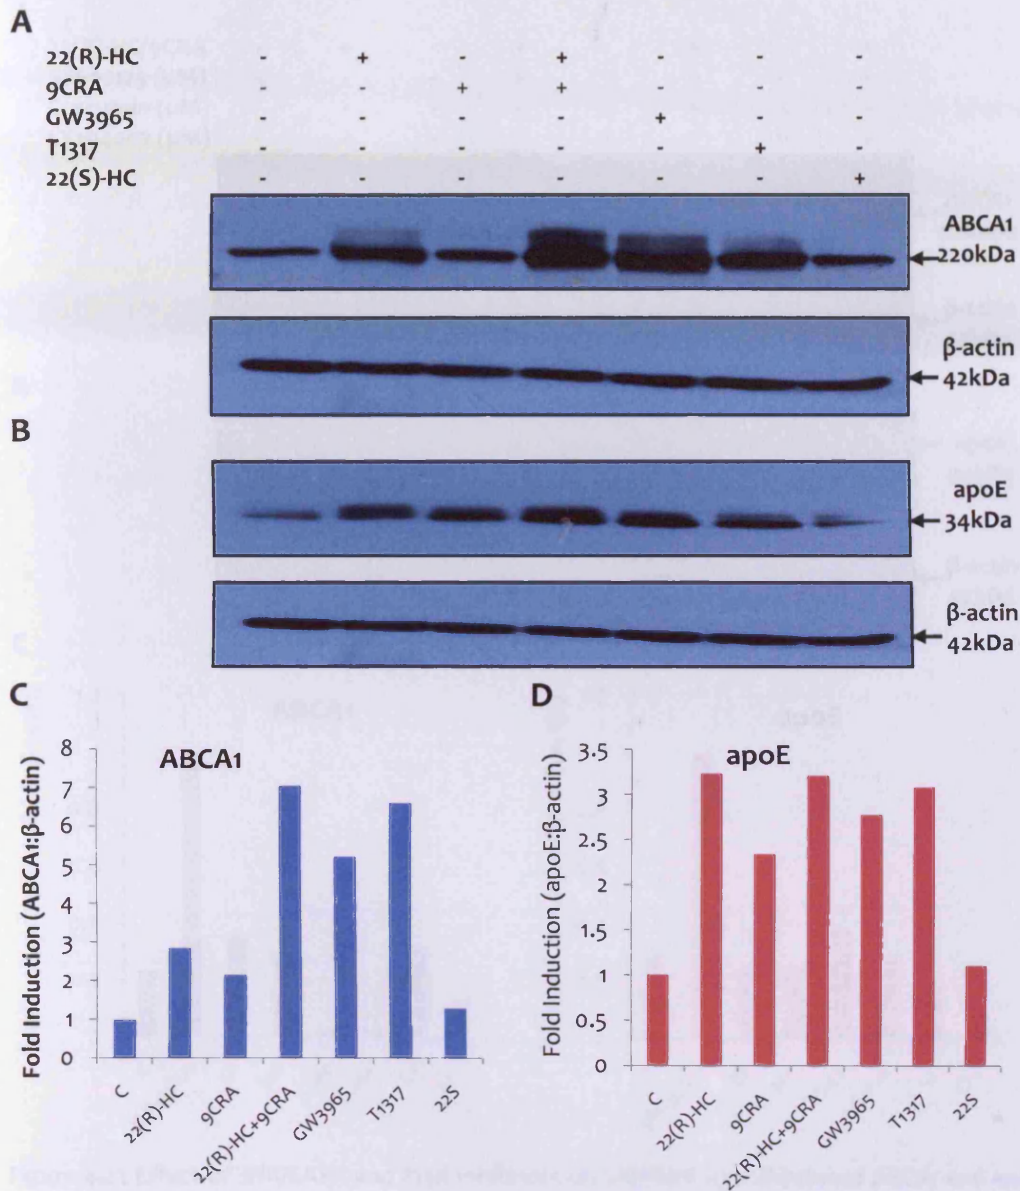 A
22(R)-HC - + - + - - -
9CRA - - + + - - -
GW3965 - - - - + - -
T1317 - - - - - + -
22(S)-HC - - - - - - +
ABCA1
220kDa
β-actin
42kDa
B
apoE
34kDa
β-actin
42kDa
C
ABCA1
Fold Induction (ABCA1:β-actin)
8
7
6
5
4
3
2
1
0
C
22(R)-HC
9CRA
22(R)-HC+9CRA
GW3965
T1317
22S
D
apoE
Fold Induction (apoE:β-actin)
3.5
3
2.5
2
1.5
1
0.5
0
C
22(R)-HC
9CRA
22(R)-HC+9CRA
GW3965
T1317
22S